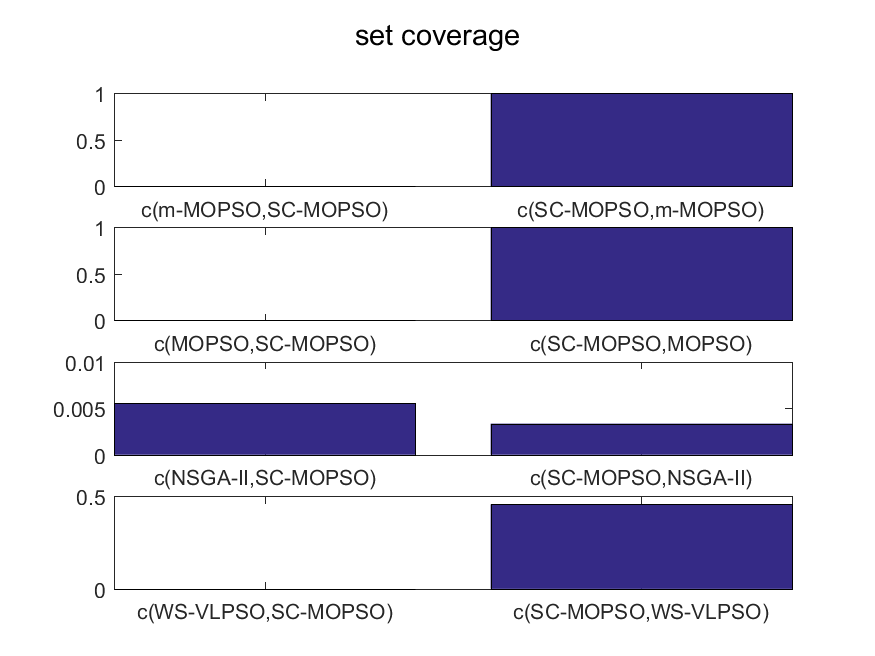 set coverage
1
0.5
0
c(m-MOPSO,SC-MOPSO) c(SC-MOPSO,m-MOPSO)
1
0.5
0
c(MOPSO,SC-MOPSO) c(SC-MOPSO,MOPSO)
0.01
0.005
0
c(NSGA-II,SC-MOPSO) c(SC-MOPSO,NSGA-II)
0.5
0
c(WS-VLPSO,SC-MOPSO) c(SC-MOPSO,WS-VLPSO)